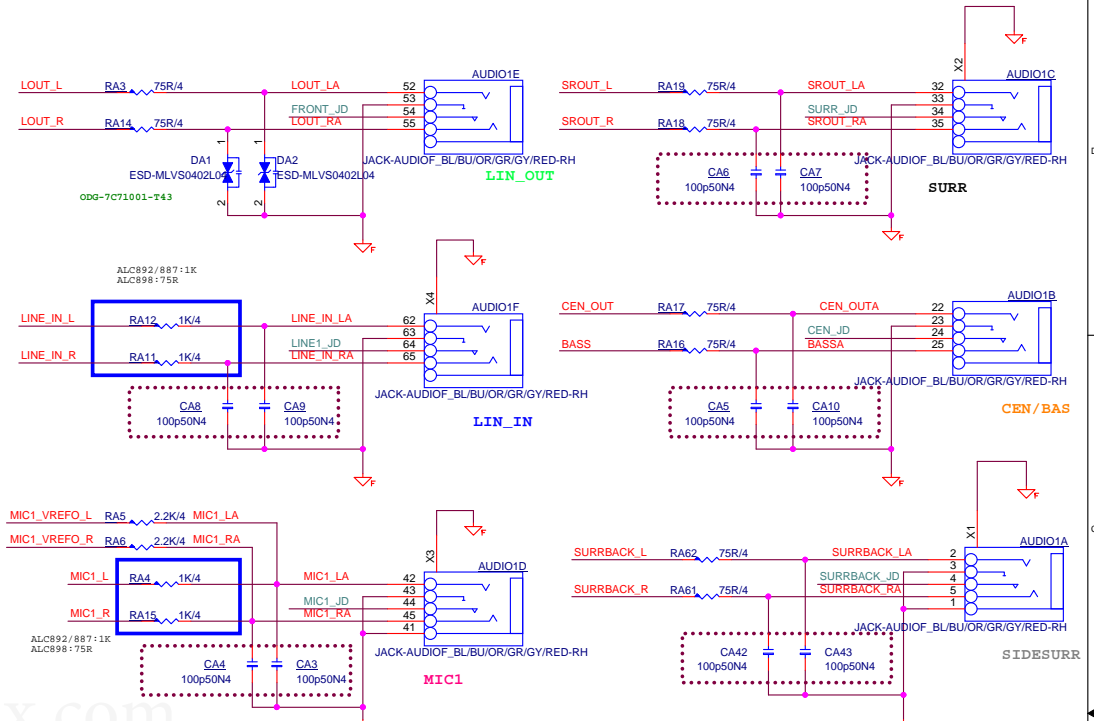 LOUT_L RA3 75R/4 LOUT_LA 52 AUDIO1E
53
FRONT_JD 54
LOUT_R RA14 75R/4 LOUT_RA 55
JACK-AUDIOF_BL/BU/OR/GR/GY/RED-RH
LIN_OUT
1 1
DA1 DA2
ESD-MLVS0402L04 ESD-MLVS0402L04
ODG-7C71001-T43
2 2
F
X2
F
SROUT_L RA19 75R/4 SROUT_LA 32 AUDIO1C
33
SURR_JD 34
SROUT_R RA18 75R/4 SROUT_RA 35
JACK-AUDIOF_BL/BU/OR/GR/GY/RED-RH
SURR
CA6 CA7
100p50N4 100p50N4
F
ALC892/887:1K
ALC898:75R
X4
F
LINE_IN_L RA12 1K/4 LINE_IN_LA 62 AUDIO1F
63
LINE1_JD 64
LINE_IN_R RA11 1K/4 LINE_IN_RA 65
JACK-AUDIOF_BL/BU/OR/GR/GY/RED-RH
LIN_IN
CA8 CA9
100p50N4 100p50N4
F
CEN_OUT RA17 75R/4 CEN_OUTA 22 AUDIO1B
23
CEN_JD 24
BASS RA16 75R/4 BASSA 25
JACK-AUDIOF_BL/BU/OR/GR/GY/RED-RH
CEN/BAS
CA5 CA10
100p50N4 100p50N4
F
MIC1_VREFO_L RA5 2.2K/4 MIC1_LA
MIC1_VREFO_R RA6 2.2K/4 MIC1_RA
X3
F
MIC1_L RA4 1K/4 MIC1_LA 42 AUDIO1D
43
MIC1_JD 44
MIC1_R RA15 1K/4 MIC1_RA 45
41
ALC892/887:1K
ALC898:75R
JACK-AUDIOF_BL/BU/OR/GR/GY/RED-RH
MIC1
CA4 CA3
100p50N4 100p50N4
X1
F
SURRBACK_L RA62 75R/4 SURRBACK_LA 2 AUDIO1A
3
SURRBACK_JD 4
SURRBACK_R RA61 75R/4 SURRBACK_RA 5
1
JACK-AUDIOF_BL/BU/OR/GR/GY/RED-RH
SIDESURR
CA42 CA43
100p50N4 100p50N4
x.com